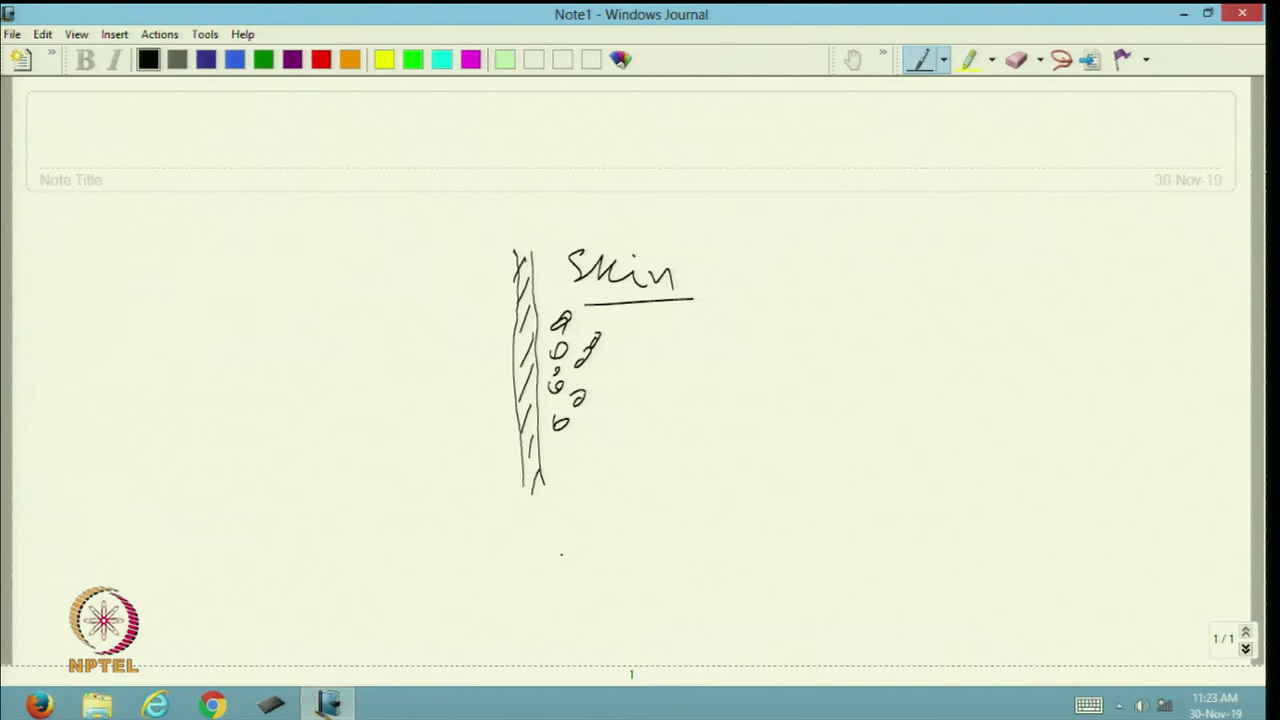 Note1 - Windows Journal
File Edit View Insert Actions Tools Help
B I
Note Title
30-Nov-19
Skin
1 / 1
NPTEL
1
11:23 AM
30-Nov-19